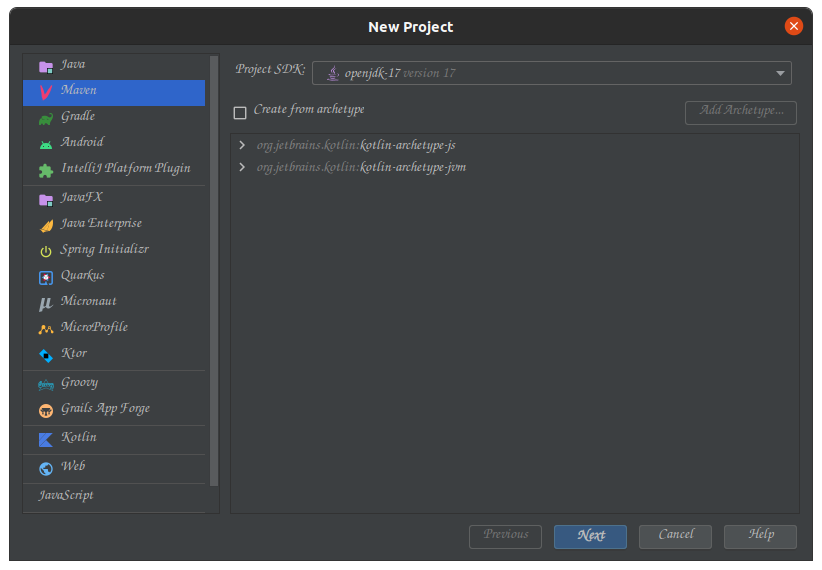 New Project
Java
Maven
Gradle
Android
IntelliJ Platform Plugin
JavaFX
Java Enterprise
Spring Initializr
Quarkus
Micronaut
MicroProfile
Ktor
Groovy
Grails App Forge
Kotlin
Web
JavaScript
Project SDK: openjdk-17 version 17
Create from archetype Add Archetype...
org.jetbrains.kotlin:kotlin-archetype-js
org.jetbrains.kotlin:kotlin-archetype-jvm
Previous Next Cancel Help